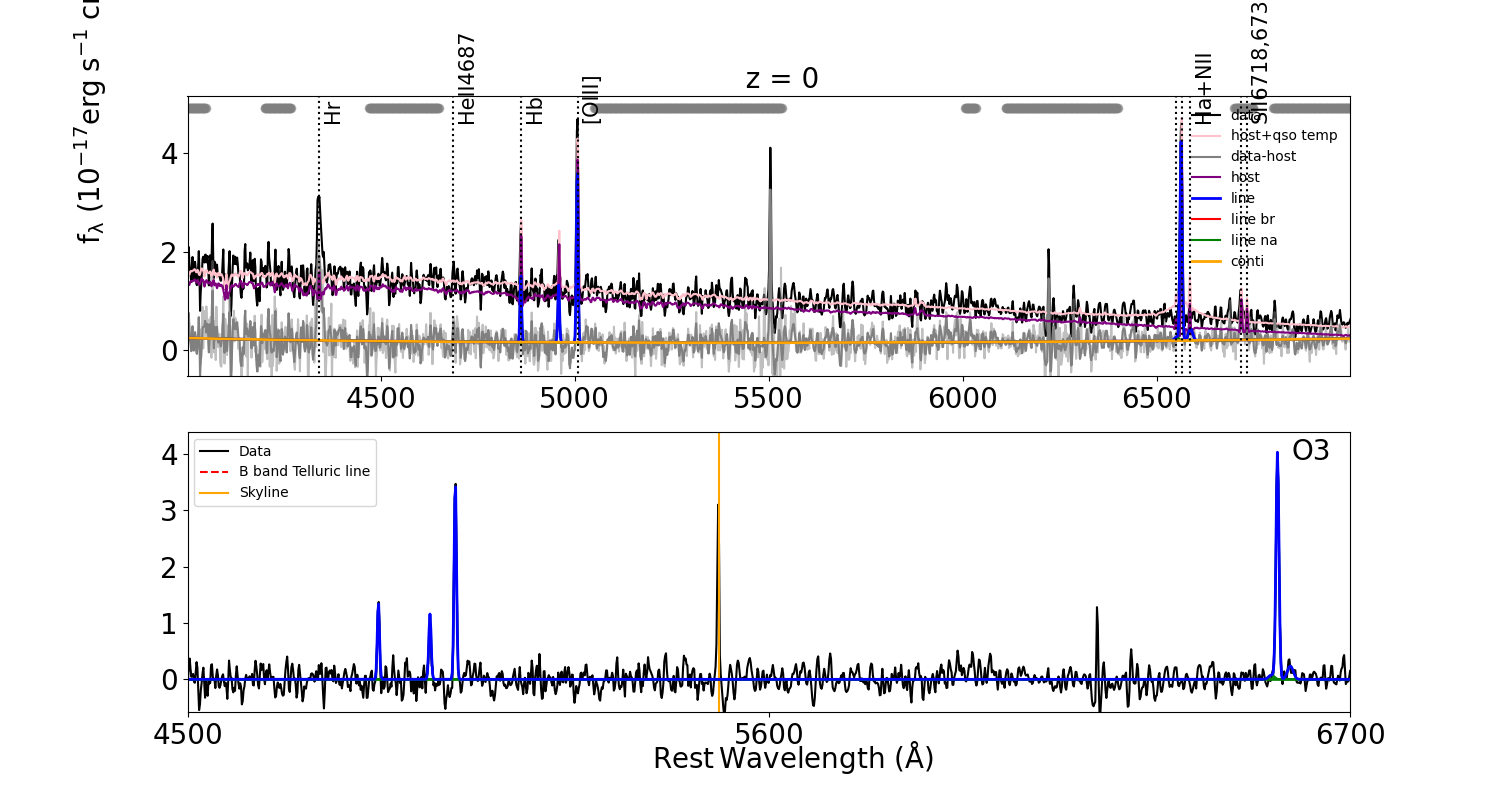 z = 0
f_λ (10^−17 erg s^−1
Hr
HeII4687
Hb
[OIII]
Ha+NII
SII6718,673
data
host+qso temp
data-host
host
line
line br
line na
conti
4
2
0
4500
5000
5500
6000
6500
Data
B band Telluric line
Skyline
O3
4
3
2
1
0
4500
5600
6700
Rest Wavelength (Å)